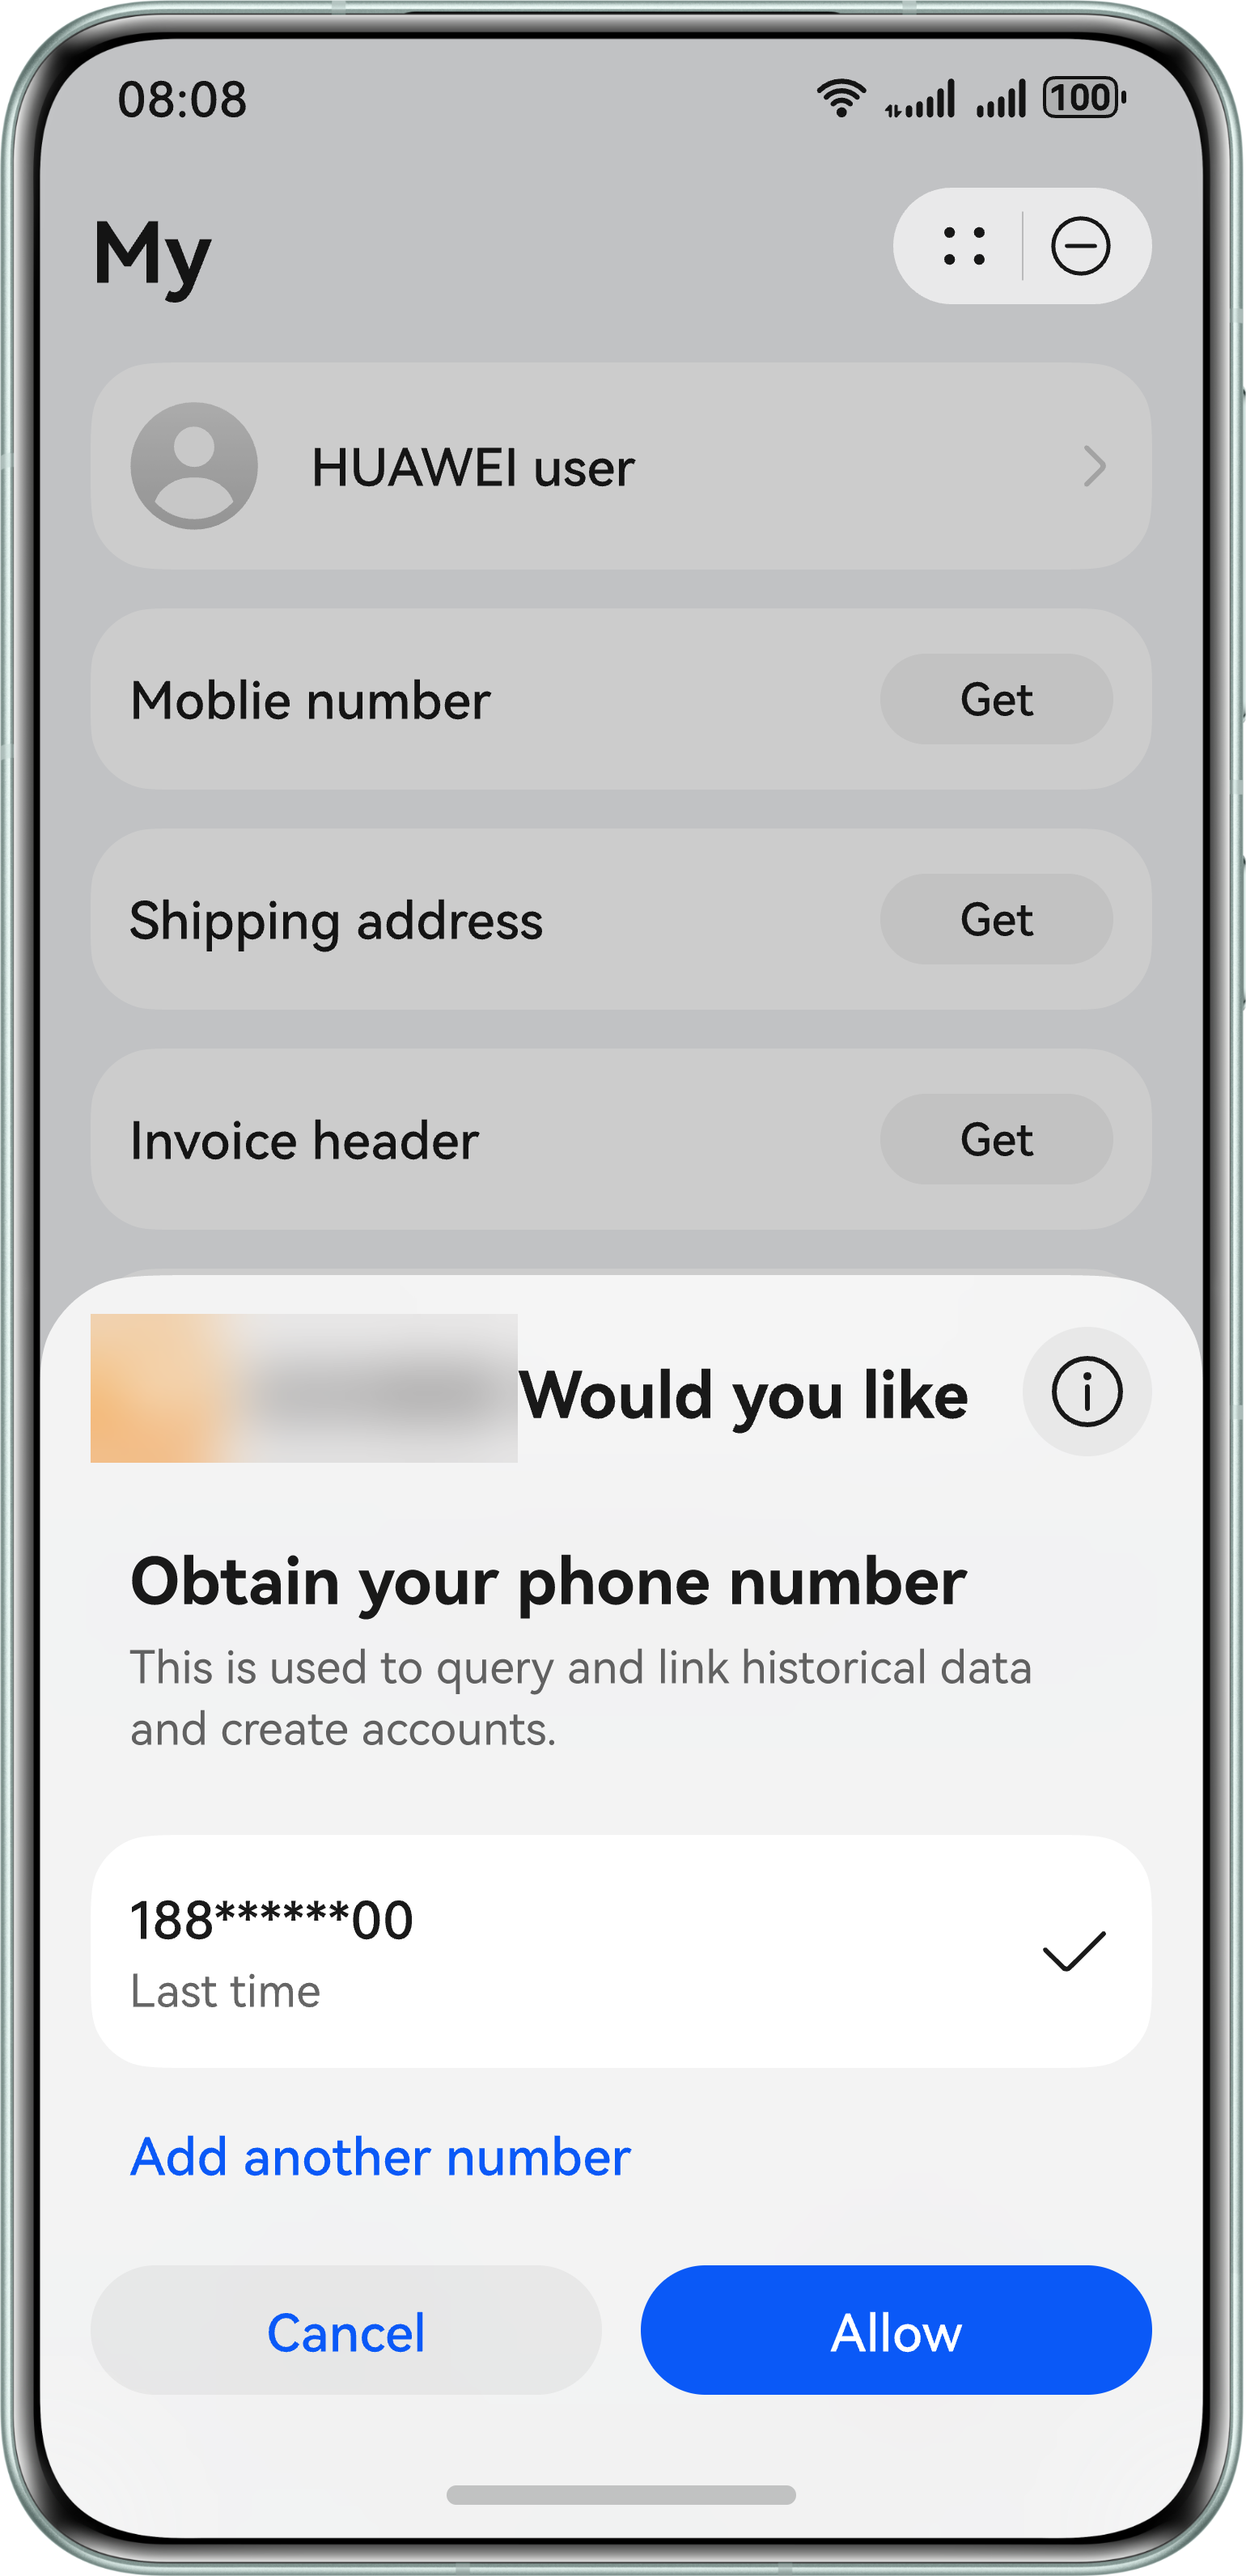 08:08
100
My
HUAWEI user
Moblie number
Get
Shipping address
Get
Invoice header
Get
Would you like
Obtain your phone number
This is used to query and link historical data
and create accounts.
188******00
Last time
Add another number
Cancel
Allow